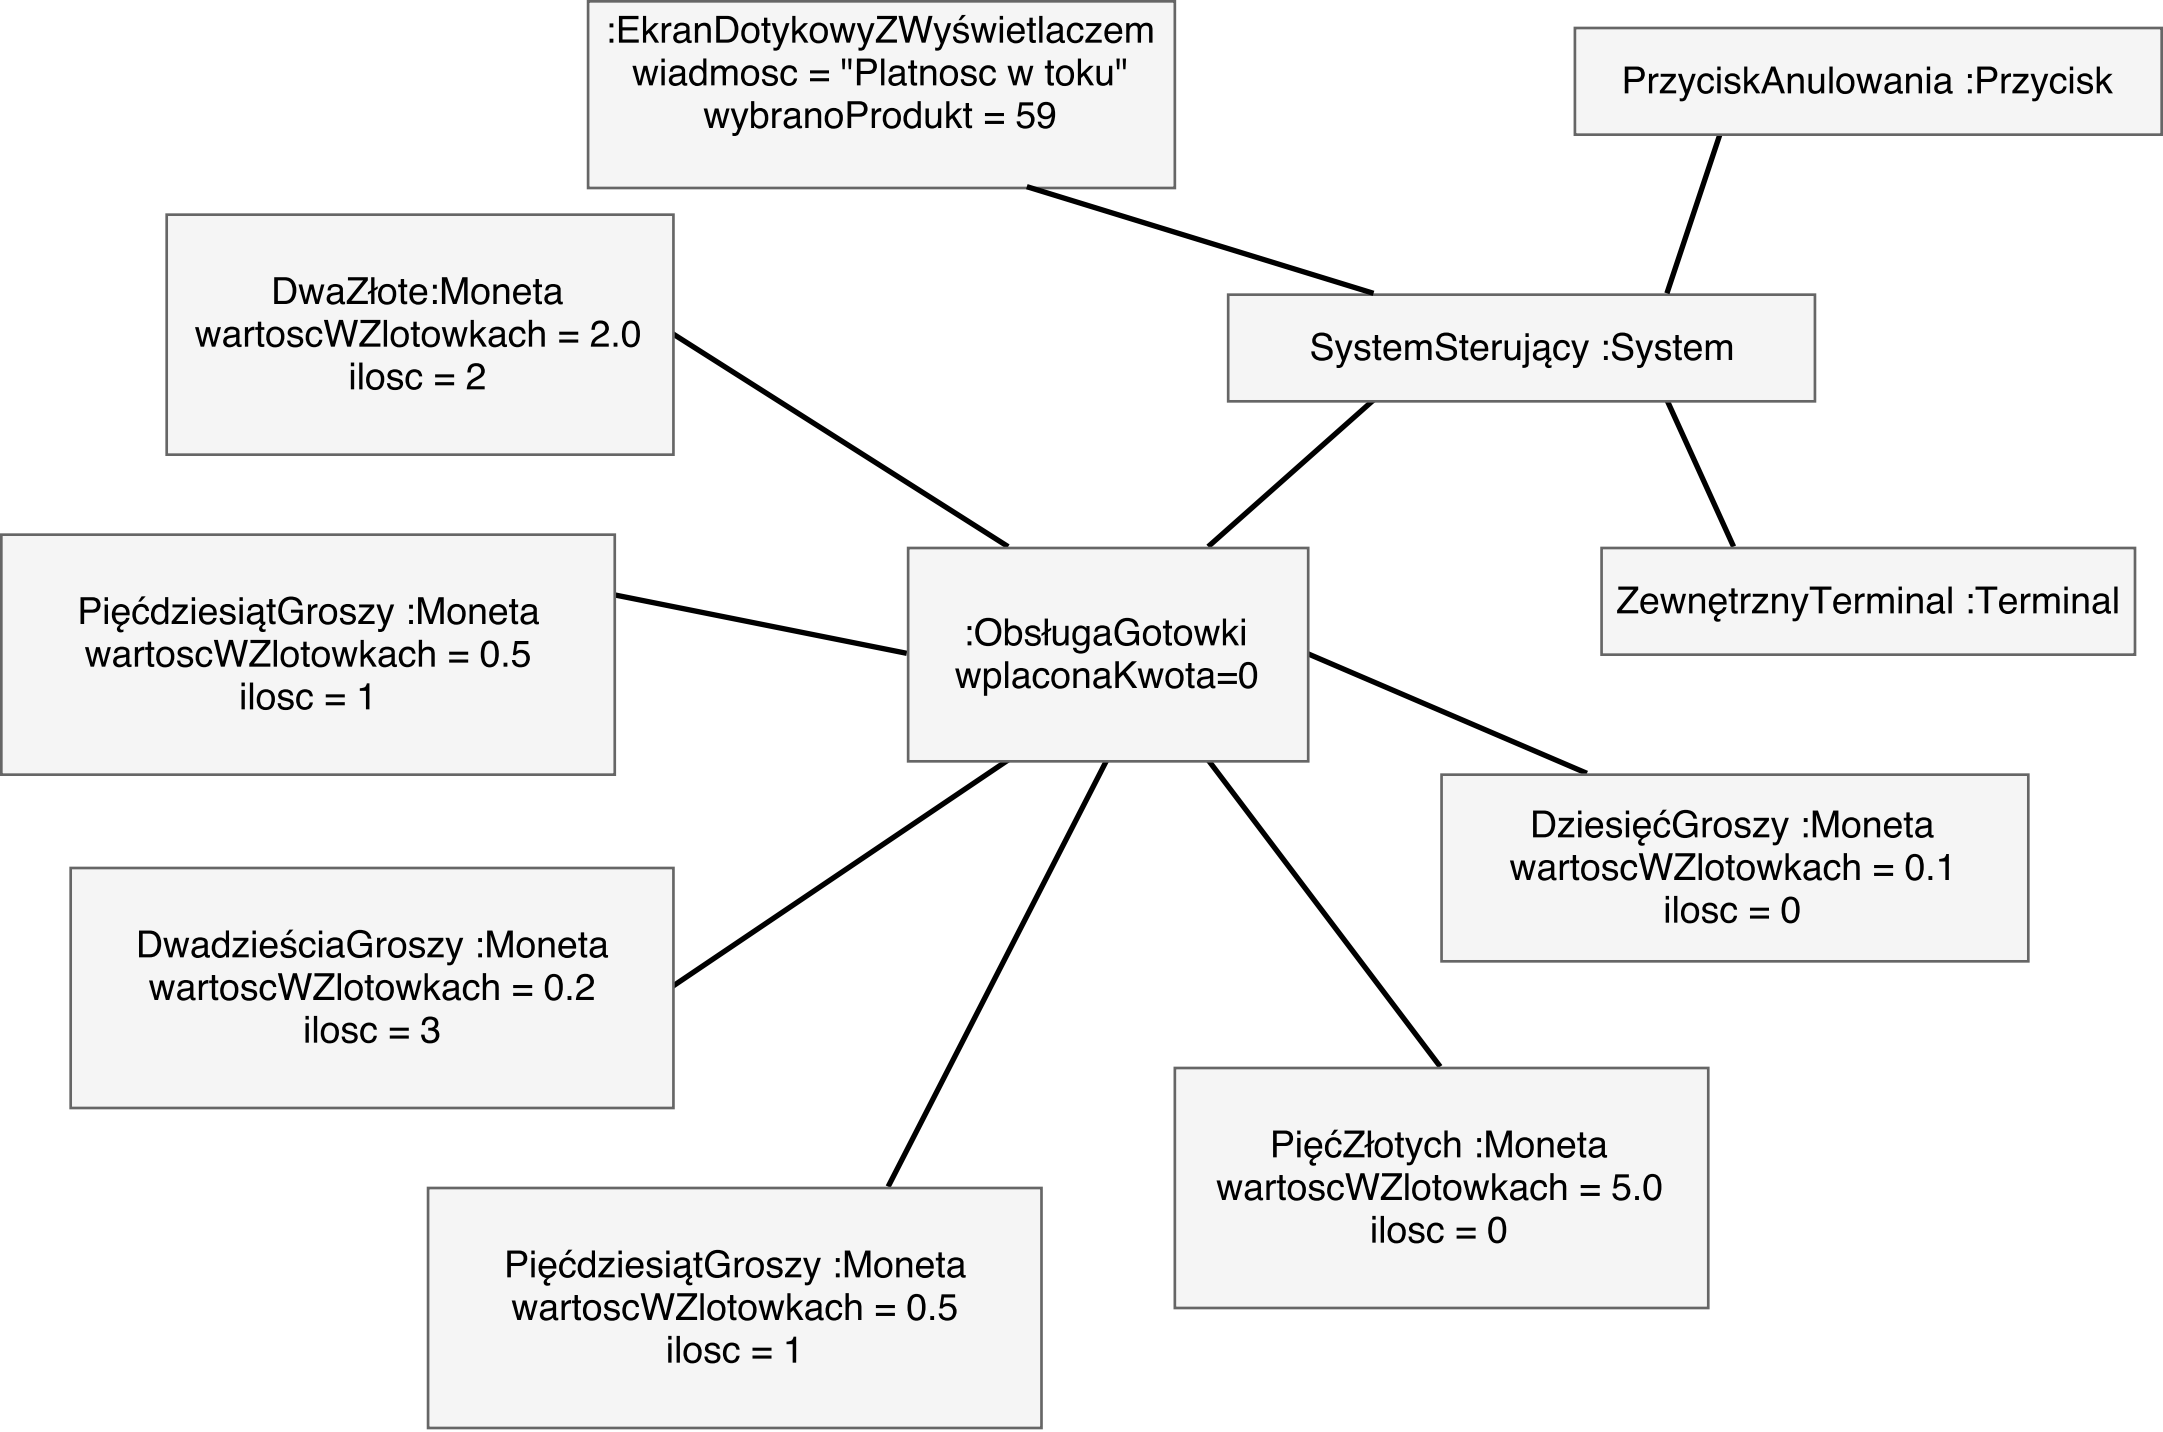 :EkranDotykowyZWyświetlaczem
wiadmosc = "Platnosc w toku"
wybranoProdukt = 59
PrzyciskAnulowania :Przycisk
DwaZłote:Moneta
wartoscWZlotowkach = 2.0
ilosc = 2
SystemSterujący :System
PięćdziesiątGroszy :Moneta
wartoscWZlotowkach = 0.5
ilosc = 1
:ObsługaGotowki
wplaconaKwota=0
ZewnętrznyTerminal :Terminal
DwadzieściaGroszy :Moneta
wartoscWZlotowkach = 0.2
ilosc = 3
DziesięćGroszy :Moneta
wartoscWZlotowkach = 0.1
ilosc = 0
PięćdziesiątGroszy :Moneta
wartoscWZlotowkach = 0.5
ilosc = 1
PięćZłotych :Moneta
wartoscWZlotowkach = 5.0
ilosc = 0